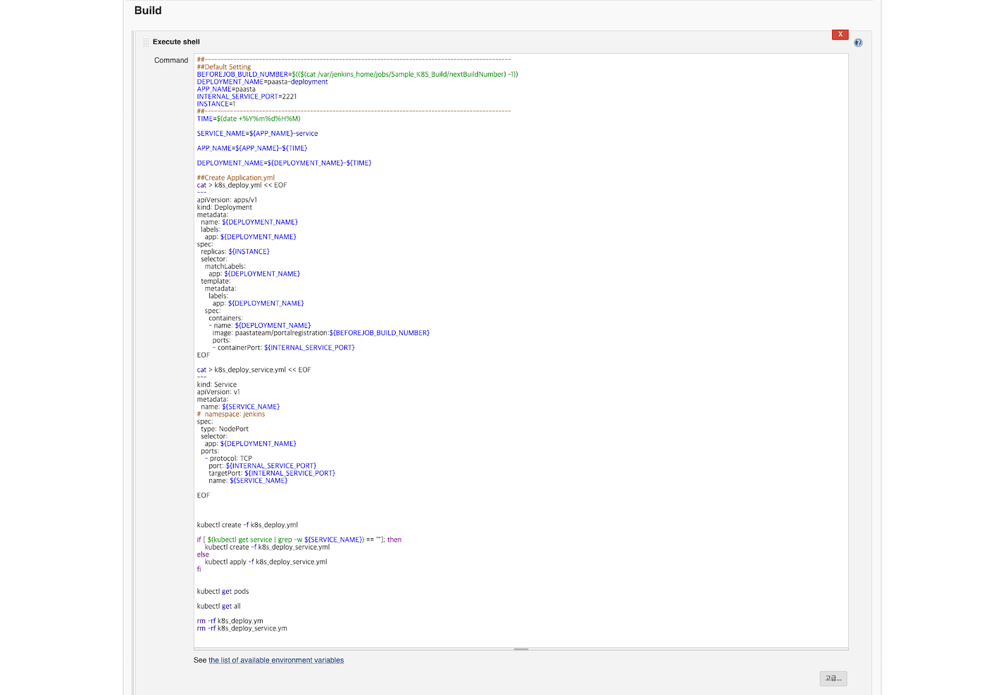 Build
Execute shell
X
Command
##--------------------------------------------------------------------------------------------
##Default Setting
BEFOREJOB_BUILD_NUMBER=$(($(cat /var/jenkins_home/jobs/Sample_K8S_Build/nextBuildNumber) -1))
DEPLOYMENT_NAME=paasta-deployment
APP_NAME=paasta
INTERNAL_SERVICE_PORT=2221
INSTANCE=1
##--------------------------------------------------------------------------------------------
TIME=$(date +%Y%m%d%H%M)
SERVICE_NAME=${APP_NAME}-service
APP_NAME=${APP_NAME}-${TIME}
DEPLOYMENT_NAME=${DEPLOYMENT_NAME}-${TIME}
##Create Application.yml
cat > k8s_deploy.yml << EOF
---
apiVersion: apps/v1
kind: Deployment
metadata:
  name: ${DEPLOYMENT_NAME}
  labels:
    app: ${DEPLOYMENT_NAME}
spec:
  replicas: ${INSTANCE}
  selector:
    matchLabels:
      app: ${DEPLOYMENT_NAME}
  template:
    metadata:
      labels:
        app: ${DEPLOYMENT_NAME}
    spec:
      containers:
      - name: ${DEPLOYMENT_NAME}
        image: paastateam/portalregistration:${BEFOREJOB_BUILD_NUMBER}
        ports:
        - containerPort: ${INTERNAL_SERVICE_PORT}
EOF
cat > k8s_deploy_service.yml << EOF
---
kind: Service
apiVersion: v1
metadata:
  name: ${SERVICE_NAME}
#  namespace: jenkins
spec:
  type: NodePort
  selector:
    app: ${DEPLOYMENT_NAME}
  ports:
    - protocol: TCP
      port: ${INTERNAL_SERVICE_PORT}
      targetPort: ${INTERNAL_SERVICE_PORT}
      name: ${SERVICE_NAME}
EOF
kubectl create -f k8s_deploy.yml
if [ $(kubectl get service | grep -w ${SERVICE_NAME}) == ""]; then
    kubectl create -f k8s_deploy_service.yml
else
    kubectl apply -f k8s_deploy_service.yml
fi
kubectl get pods
kubectl get all
rm -rf k8s_deploy.ym
rm -rf k8s_deploy_service.ym
See the list of available environment variables
고급...